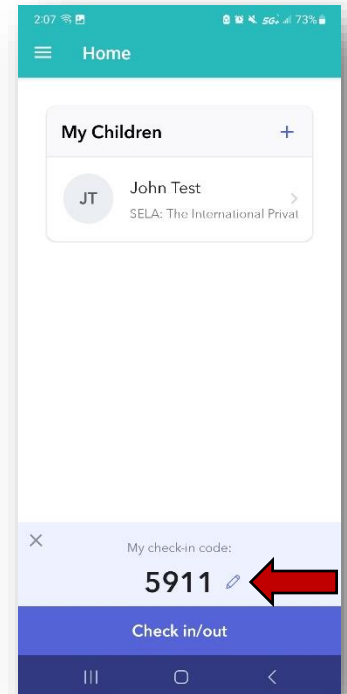 2:07 5G 73%
Home
My Children +
JT
John Test
SELA: The International Privat
My check-in code:
5911
Check in/out